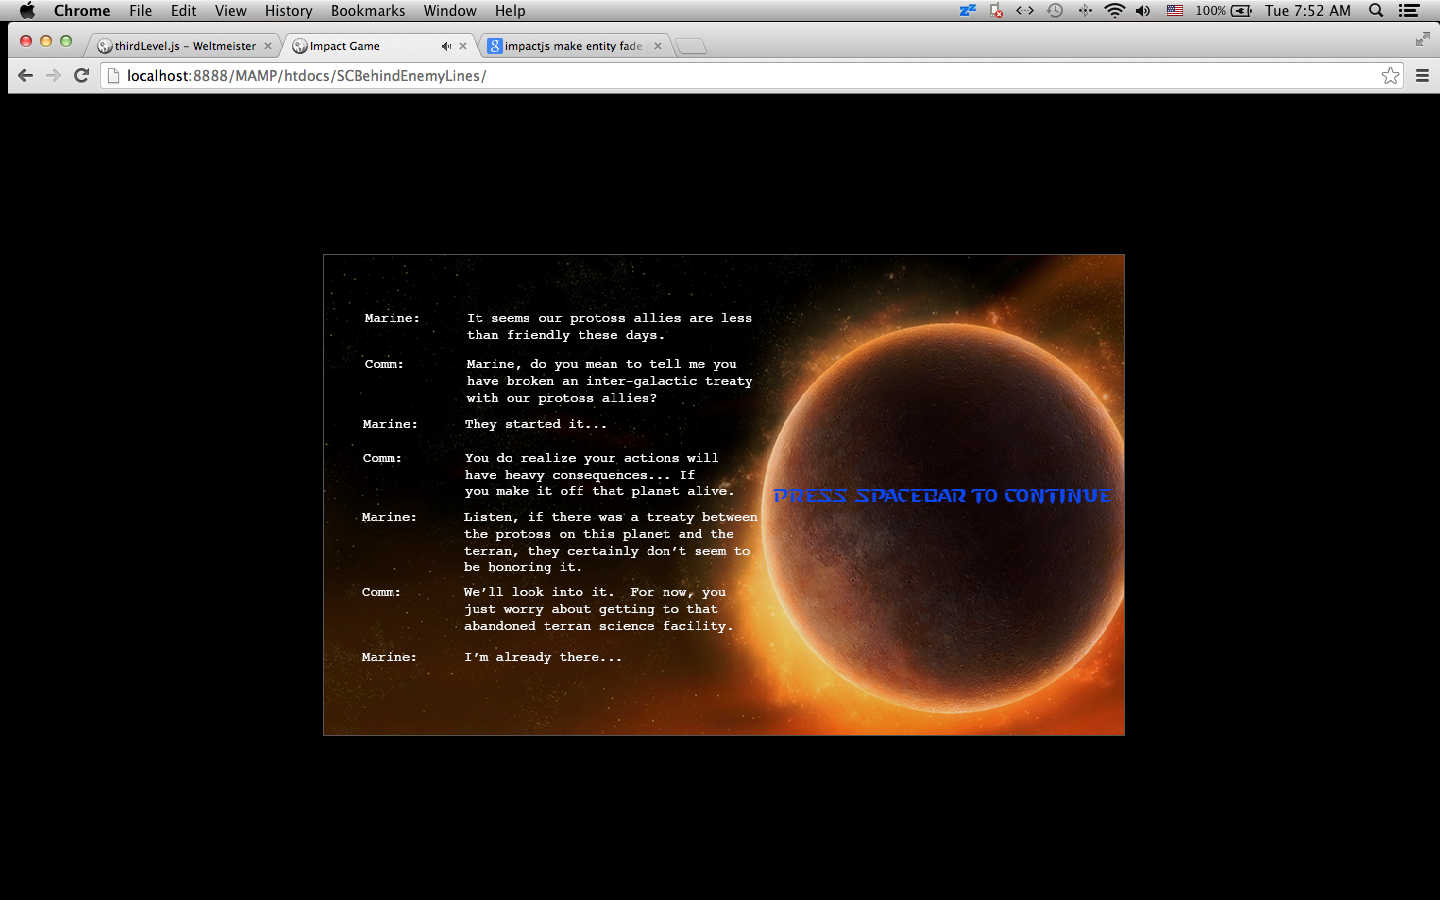 Chrome File Edit View History Bookmarks Window Help 100% Tue 7:52 AM
thirdLevel.js – Weltmeister
Impact Game
impactjs make entity fade
localhost:8888/MAMP/htdocs/SCBehindEnemyLines/
Marine: It seems our protoss allies are less
than friendly these days.
Comm: Marine, do you mean to tell me you
have broken an inter-galactic treaty
with our protoss allies?
Marine: They started it...
Comm: You do realize your actions will
have heavy consequences... If
you make it off that planet alive.
Marine: Listen, if there was a treaty between
the protoss on this planet and the
terran, they certainly don't seem to
be honoring it.
Comm: We'll look into it. For now, you
just worry about getting to that
abandoned terran science facility.
Marine: I'm already there...
PRESS SPACEBAR TO CONTINUE